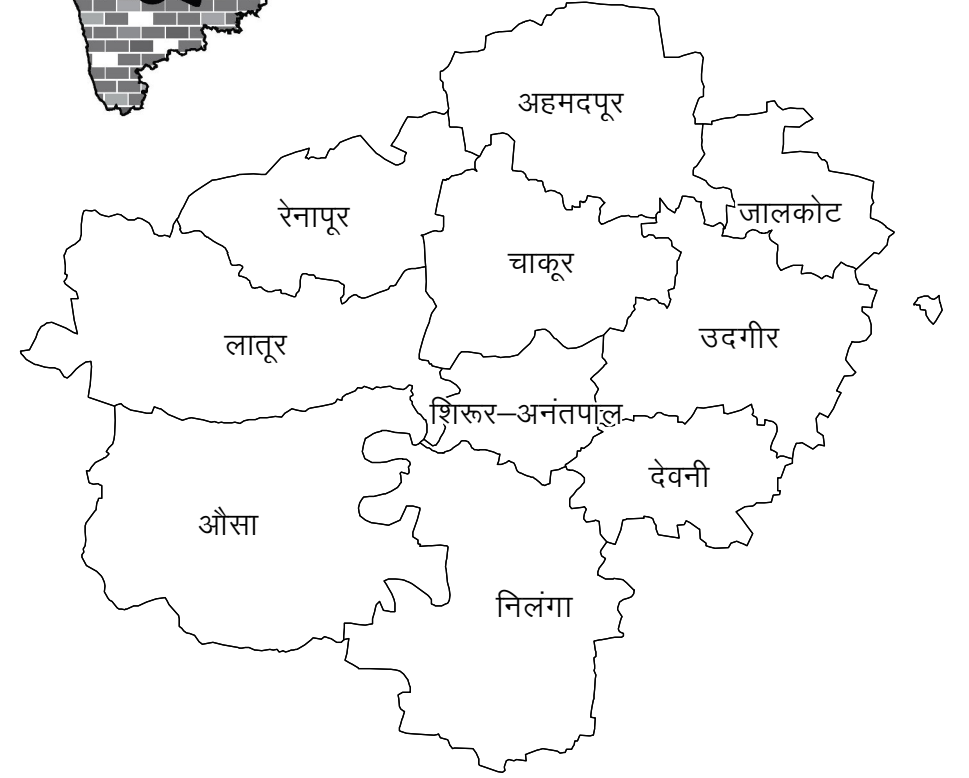 अहमदपूर
जालकोट
रेनापूर
चाकूर
उदगीर
लातूर
शिरूर–अनंतपाल
देवनी
औसा
निलंगा